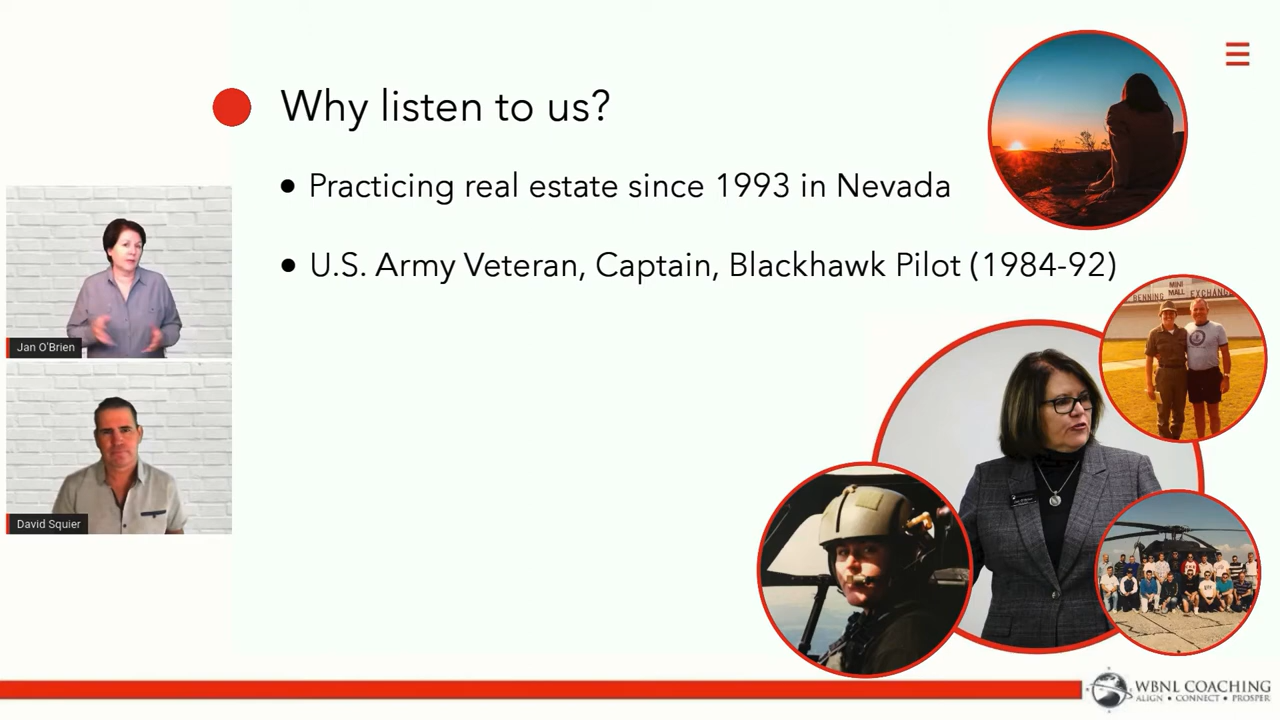 Why listen to us?
• Practicing real estate since 1993 in Nevada
• U.S. Army Veteran, Captain, Blackhawk Pilot (1984-92)
Jan O'Brien
David Squier
MINI
MALL
BENNING
EXCHANGE
WBNL COACHING
ALIGN • CONNECT • PROSPER